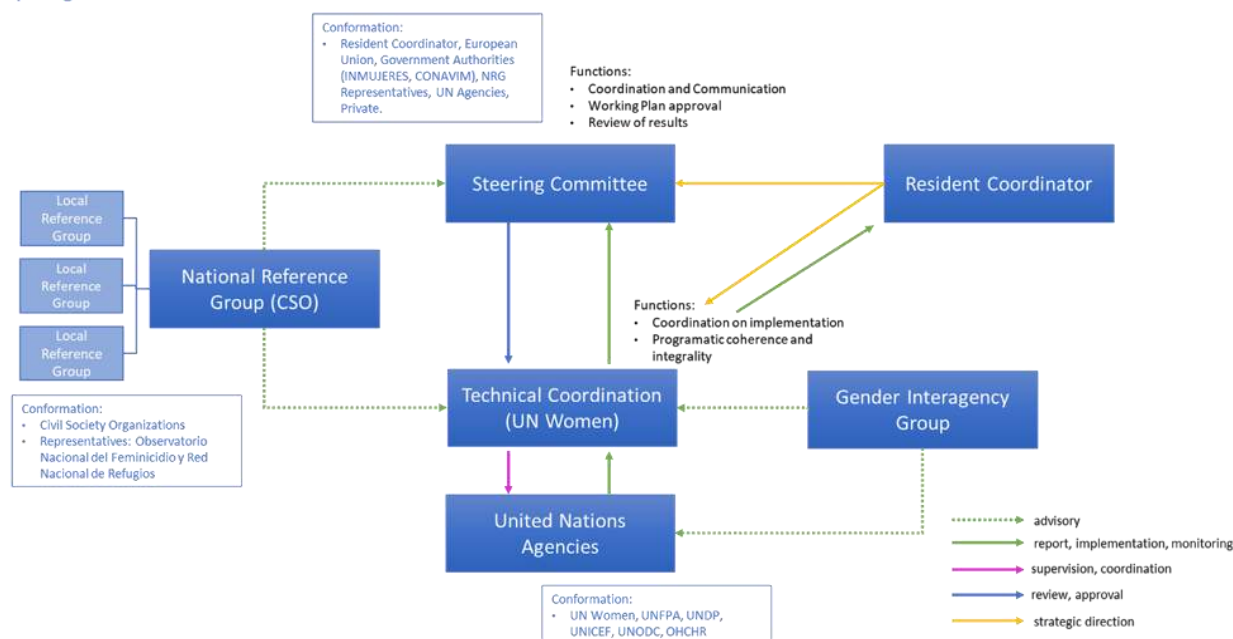 Conformation:
• Resident Coordinator, European
Union, Government Authorities
(INMUJERES, CONAVIM), NRG
Representatives, UN Agencies,
Private.
Functions:
• Coordination and Communication
• Working Plan approval
• Review of results
Steering Committee
Resident Coordinator
Local
Reference
Group
Local
Reference
Group
Local
Reference
Group
National Reference
Group (CSO)
Functions:
• Coordination on implementation
• Programatic coherence and
integrality
Technical Coordination
(UN Women)
Gender Interagency
Group
Conformation:
• Civil Society Organizations
• Representatives: Observatorio
Nacional del Feminicidio y Red
Nacional de Refugios
United Nations
Agencies
advisory
report, implementation, monitoring
supervision, coordination
review, approval
strategic direction
Conformation:
• UN Women, UNFPA, UNDP,
UNICEF, UNODC, OHCHR